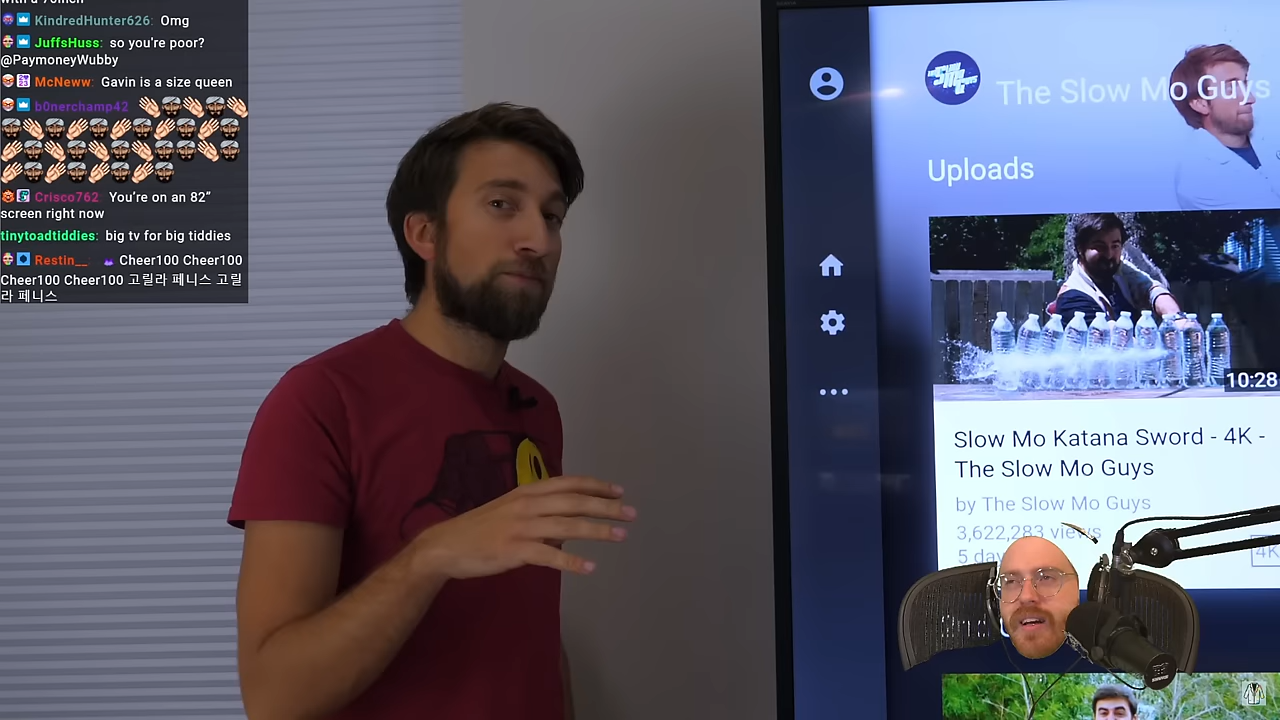 KindredHunter626: Omg
JuffsHuss: so you're poor?
@PaymoneyWubby
McNeww: Gavin is a size queen
b0nerchamp42
Crisco762 You're on an 82"
screen right now
tinytoadtiddies: big tv for big tiddies
Restin__ Cheer100 Cheer100
Cheer100 Cheer100 고릴라 페니스 고릴
라 페니스
The Slow Mo Guys
Uploads
10:28
Slow Mo Katana Sword - 4K -
The Slow Mo Guys
by The Slow Mo Guys
3,622,283 views
5
4K